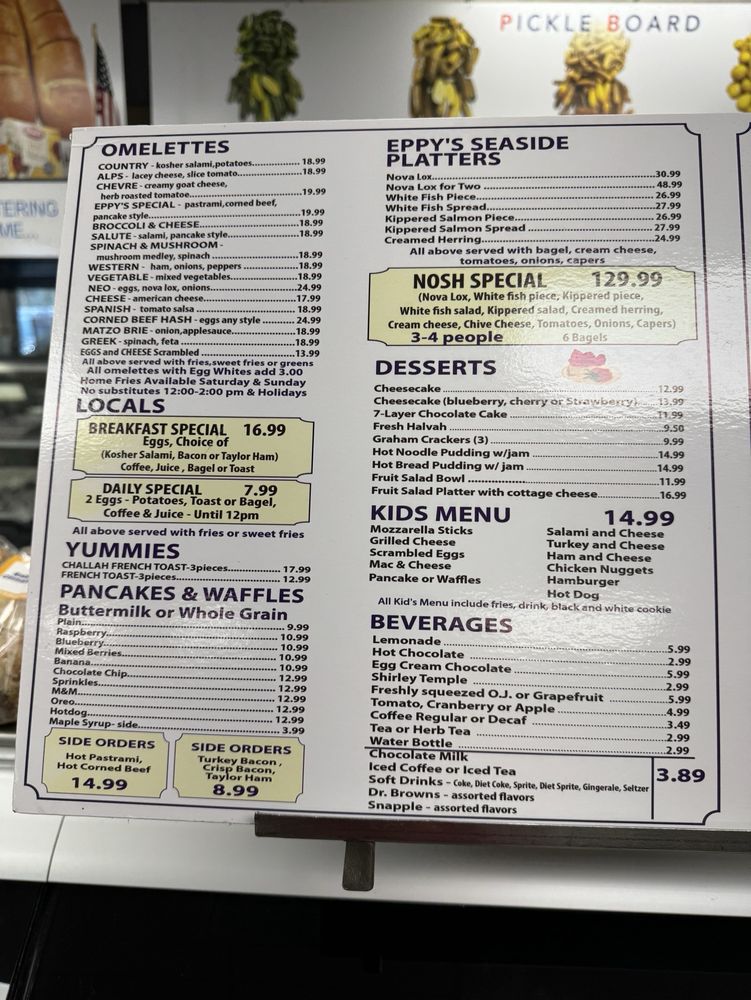 PICKLE BOARD
TERING
ME...
OMELETTES
COUNTRY - kosher salami,potatoes................ 18.99
ALPS - lacey cheese, slice tomato....................18.99
CHEVRE - creamy goat cheese,
herb roasted tomato...........................19.99
EPPY'S SPECIAL - pastrami,corned beef,
pancake style......................................19.99
BROCCOLI & CHEESE.........................18.99
SALUTE - salami, pancake style...................18.99
SPINACH & MUSHROOM -
mushroom medley, spinach ......................18.99
WESTERN - ham, onions, peppers .................18.99
VEGETABLE - mixed vegetables...................18.99
NEO - eggs, nova lox, onions......................24.99
CHEESE - american cheese.........................17.99
SPANISH - tomato salsa ............................ 18.99
CORNED BEEF HASH - eggs any style ......... 24.99
MATZO BRIE - onion,applesauce.................18.99
GREEK - spinach, feta ..............................18.99
EGGS and CHEESE Scrambled .........................13.99
All above served with fries,sweet fries or greens
All omelettes with Egg Whites add 3.00
Home Fries Available Saturday & Sunday
No substitutes 12:00-2:00 pm & Holidays
LOCALS
BREAKFAST SPECIAL 16.99
Eggs, Choice of
(Kosher Salami, Bacon or Taylor Ham)
Coffee, Juice , Bagel or Toast
DAILY SPECIAL 7.99
2 Eggs - Potatoes, Toast or Bagel,
Coffee & Juice - Until 12pm
All above served with fries or sweet fries
YUMMIES
CHALLAH FRENCH TOAST-3pieces............... 17.99
FRENCH TOAST-3pieces............................ 12.99
PANCAKES & WAFFLES
Buttermilk or Whole Grain
Plain.................................................... 9.99
Raspberry............................................ 10.99
Blueberry............................................ 10.99
Mixed Berries...................................... 10.99
Banana............................................... 10.99
Chocolate Chip.................................... 12.99
Sprinkles............................................. 12.99
M&M................................................... 12.99
Oreo................................................... 12.99
Hotdog................................................ 12.99
Maple Syrup- side................................ 3.99
SIDE ORDERS
Hot Pastrami,
Hot Corned Beef
14.99
SIDE ORDERS
Turkey Bacon ,
Crisp Bacon,
Taylor Ham
8.99
EPPY'S SEASIDE
PLATTERS
Nova Lox.............................................30.99
Nova Lox for Two .................................48.99
White Fish Piece...................................26.99
White Fish Spread.................................27.99
Kippered Salmon Piece..........................26.99
Kippered Salmon Spread .......................27.99
Creamed Herring..................................24.99
All above served with bagel, cream cheese,
tomatoes, onions, capers
NOSH SPECIAL 129.99
(Nova Lox, White fish piece, Kippered piece,
White fish salad, Kippered salad, Creamed herring,
Cream cheese, Chive Cheese, Tomatoes, Onions, Capers)
3-4 people 6 Bagels
DESSERTS
Cheesecake..........................................12.99
Cheesecake (blueberry, cherry or Strawberry)....13.99
7-Layer Chocolate Cake .........................11.99
Fresh Halvah ........................................9.50
Graham Crackers (3) .............................9.99
Hot Noodle Pudding w/jam ....................14.99
Hot Bread Pudding w/ jam .....................14.99
Fruit Salad Bowl ...................................11.99
Fruit Salad Platter with cottage cheese............16.99
KIDS MENU 14.99
Mozzarella Sticks
Grilled Cheese
Scrambled Eggs
Mac & Cheese
Pancake or Waffles
Salami and Cheese
Turkey and Cheese
Ham and Cheese
Chicken Nuggets
Hamburger
Hot Dog
All Kid's Menu include fries, drink, black and white cookie
BEVERAGES
Lemonade ...........................................5.99
Hot Chocolate ......................................2.99
Egg Cream Chocolate ............................5.99
Shirley Temple .....................................2.99
Freshly squeezed O.J. or Grapefruit .........5.99
Tomato, Cranberry or Apple ...................4.99
Coffee Regular or Decaf .........................3.49
Tea or Herb Tea ....................................2.99
Water Bottle ........................................2.99
Chocolate Milk
Iced Coffee or Iced Tea
Soft Drinks - Coke, Diet Coke, Sprite, Diet Sprite, Gingerale, Seltzer
Dr. Browns - assorted flavors
Snapple - assorted flavors
3.89